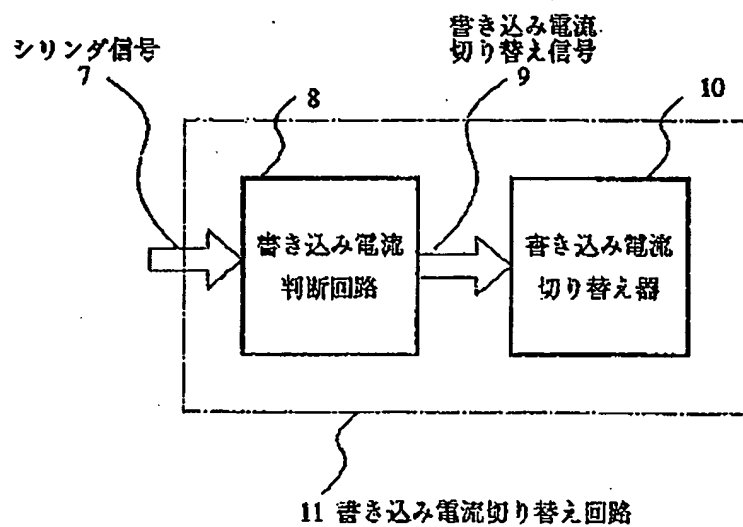 シリンダ信号
7
書き込み電流
切り替え信号
9
8
10
書き込み電流
判断回路
書き込み電流
切り替え器
11 書き込み電流切り替え回路